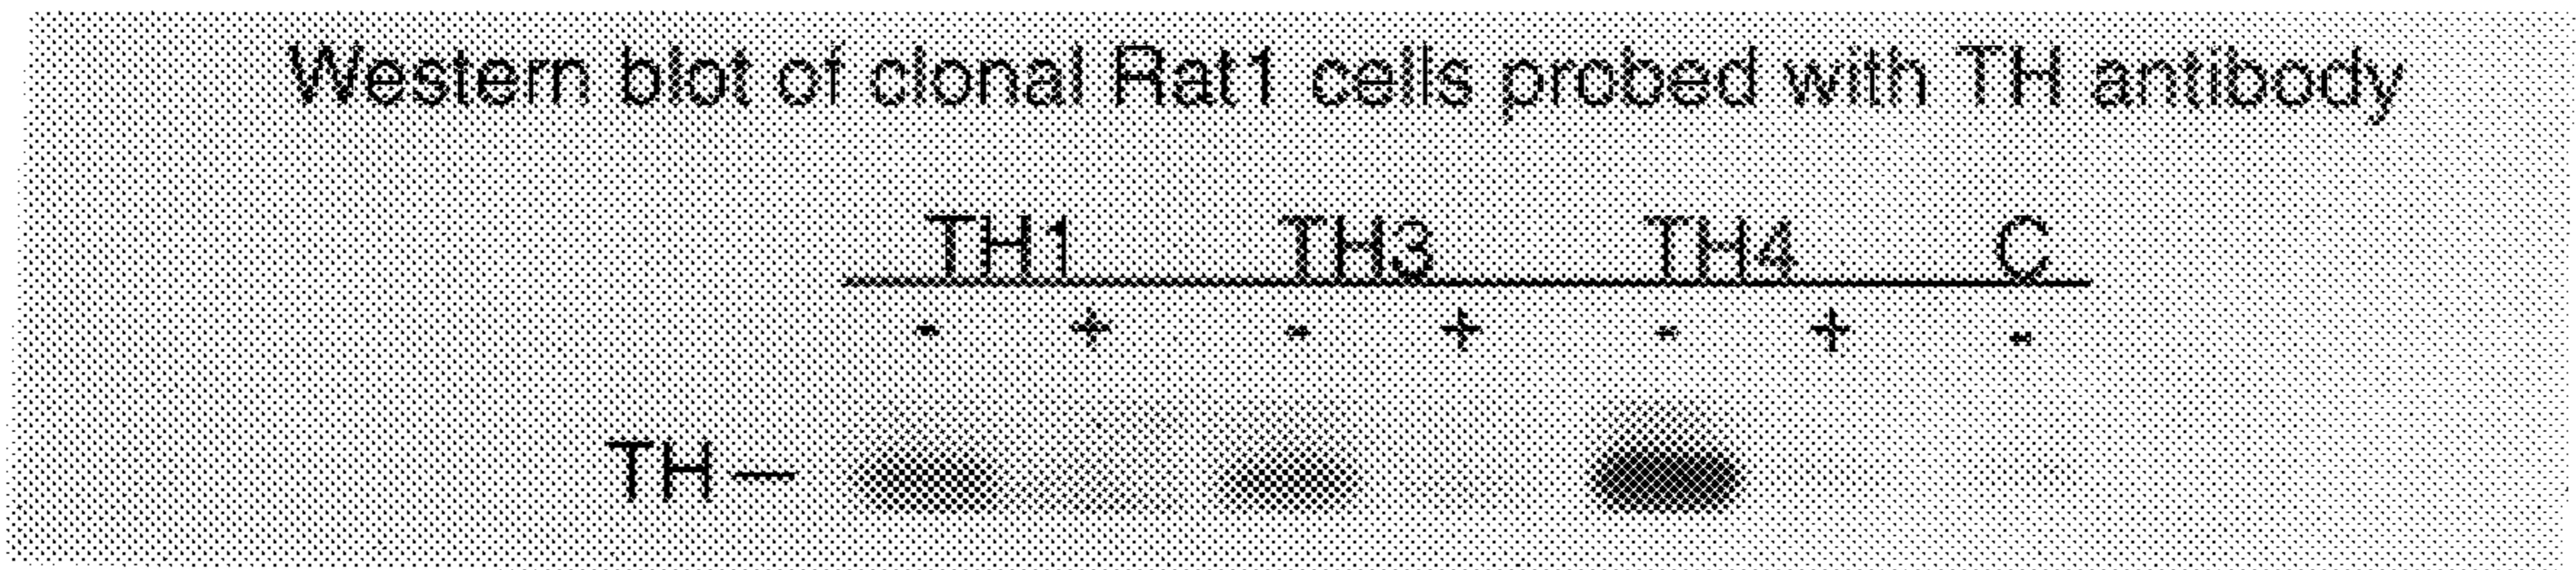 Western blot of clonal Rat1 cells probed with TH antibody
TH1 TH3 TH4 C
- + - + - + -
TH —